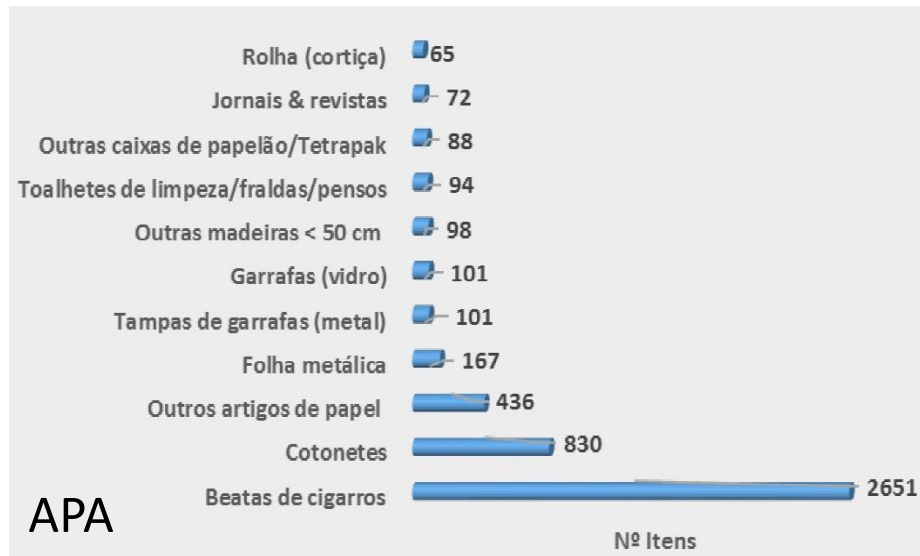 Rolha (cortiça) 65
Jornais & revistas 72
Outras caixas de papelão/Tetrapak 88
Toalhetes de limpeza/fraldas/pensos 94
Outras madeiras < 50 cm 98
Garrafas (vidro) 101
Tampas de garrafas (metal) 101
Folha metálica 167
Outros artigos de papel 436
Cotonetes 830
Beatas de cigarros 2651
APA
Nº Itens